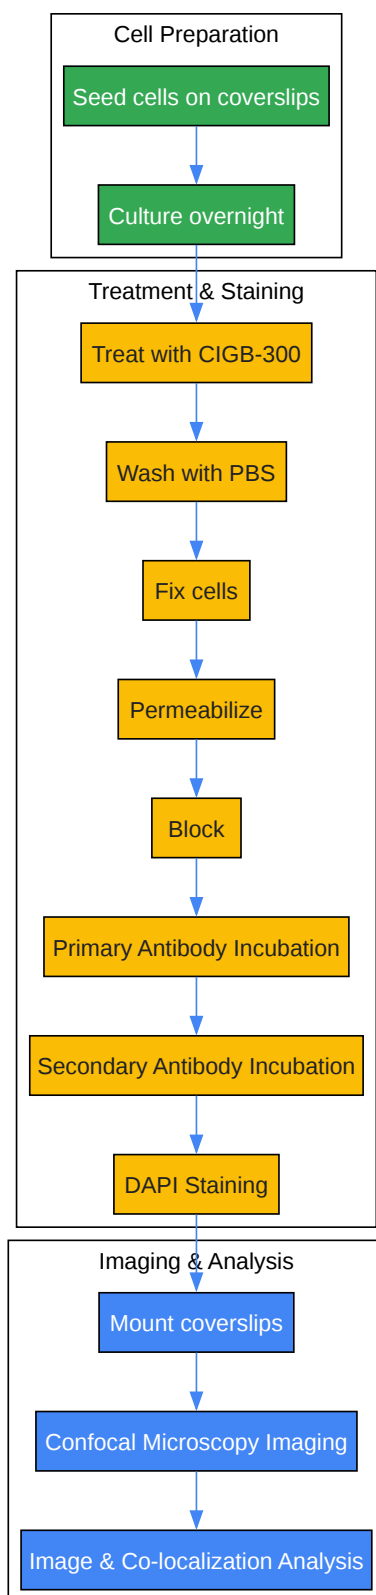 Cell Preparation
Seed cells on coverslips
Culture overnight
Treatment & Staining
Treat with CIGB-300
Wash with PBS
Fix cells
Permeabilize
Block
Primary Antibody Incubation
Secondary Antibody Incubation
DAPI Staining
Imaging & Analysis
Mount coverslips
Confocal Microscopy Imaging
Image & Co-localization Analysis